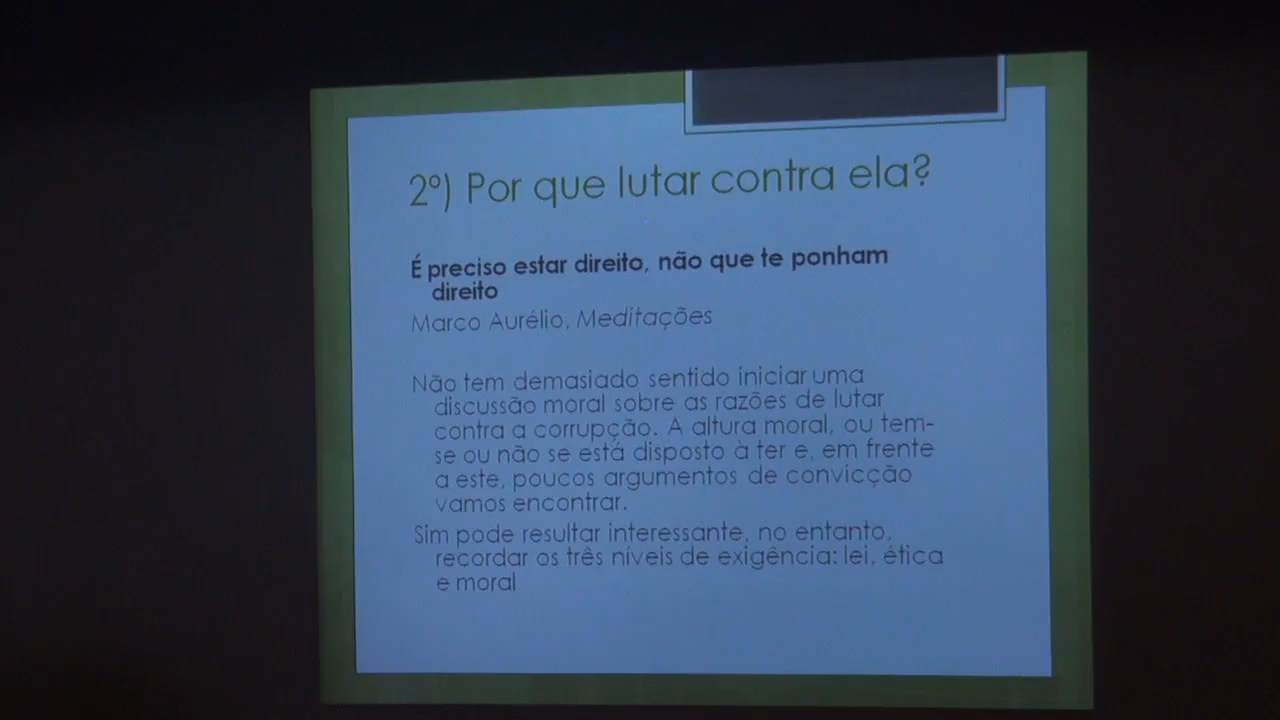 2º) Por que lutar contra ela?
É preciso estar direito, não que te ponham
direito
Marco Aurélio, Meditações
Não tem demasiado sentido iniciar uma
discussão moral sobre as razões de lutar
contra a corrupção. A altura moral, ou tem-
se ou não se está disposto à ter e, em frente
a este, poucos argumentos de convicção
vamos encontrar.
Sim pode resultar interessante, no entanto,
recordar os três níveis de exigência: lei, ética
e moral